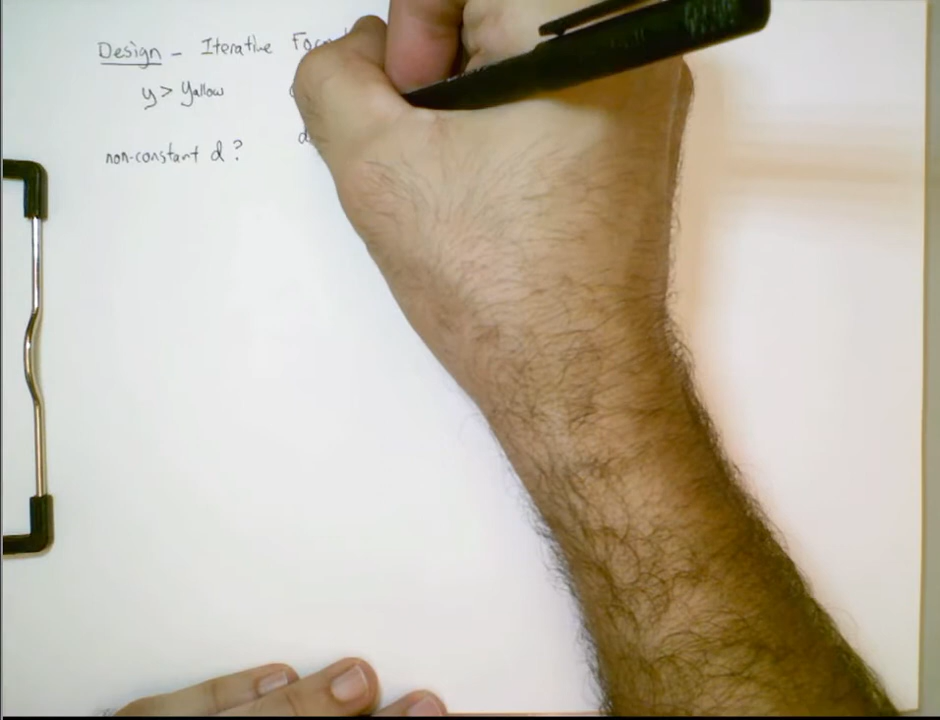 Design - Iterative
y > yallow
non-constant d?